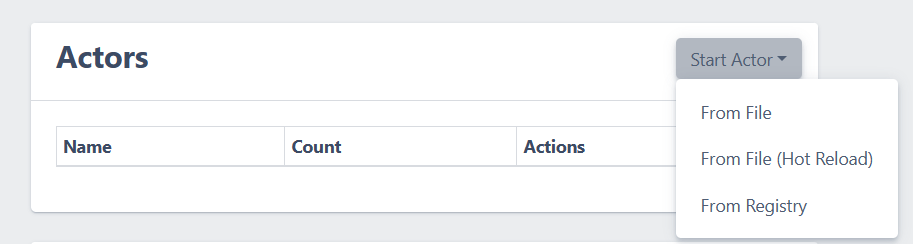 Actors
Start Actor
From File
From File (Hot Reload)
From Registry
Name Count Actions